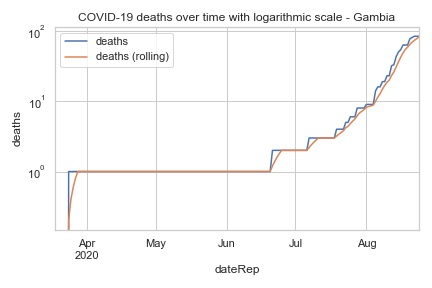 COVID-19 deaths over time with logarithmic scale - Gambia
deaths
deaths (rolling)
10²
10¹
10⁰
deaths
Apr
2020
May
Jun
Jul
Aug
dateRep